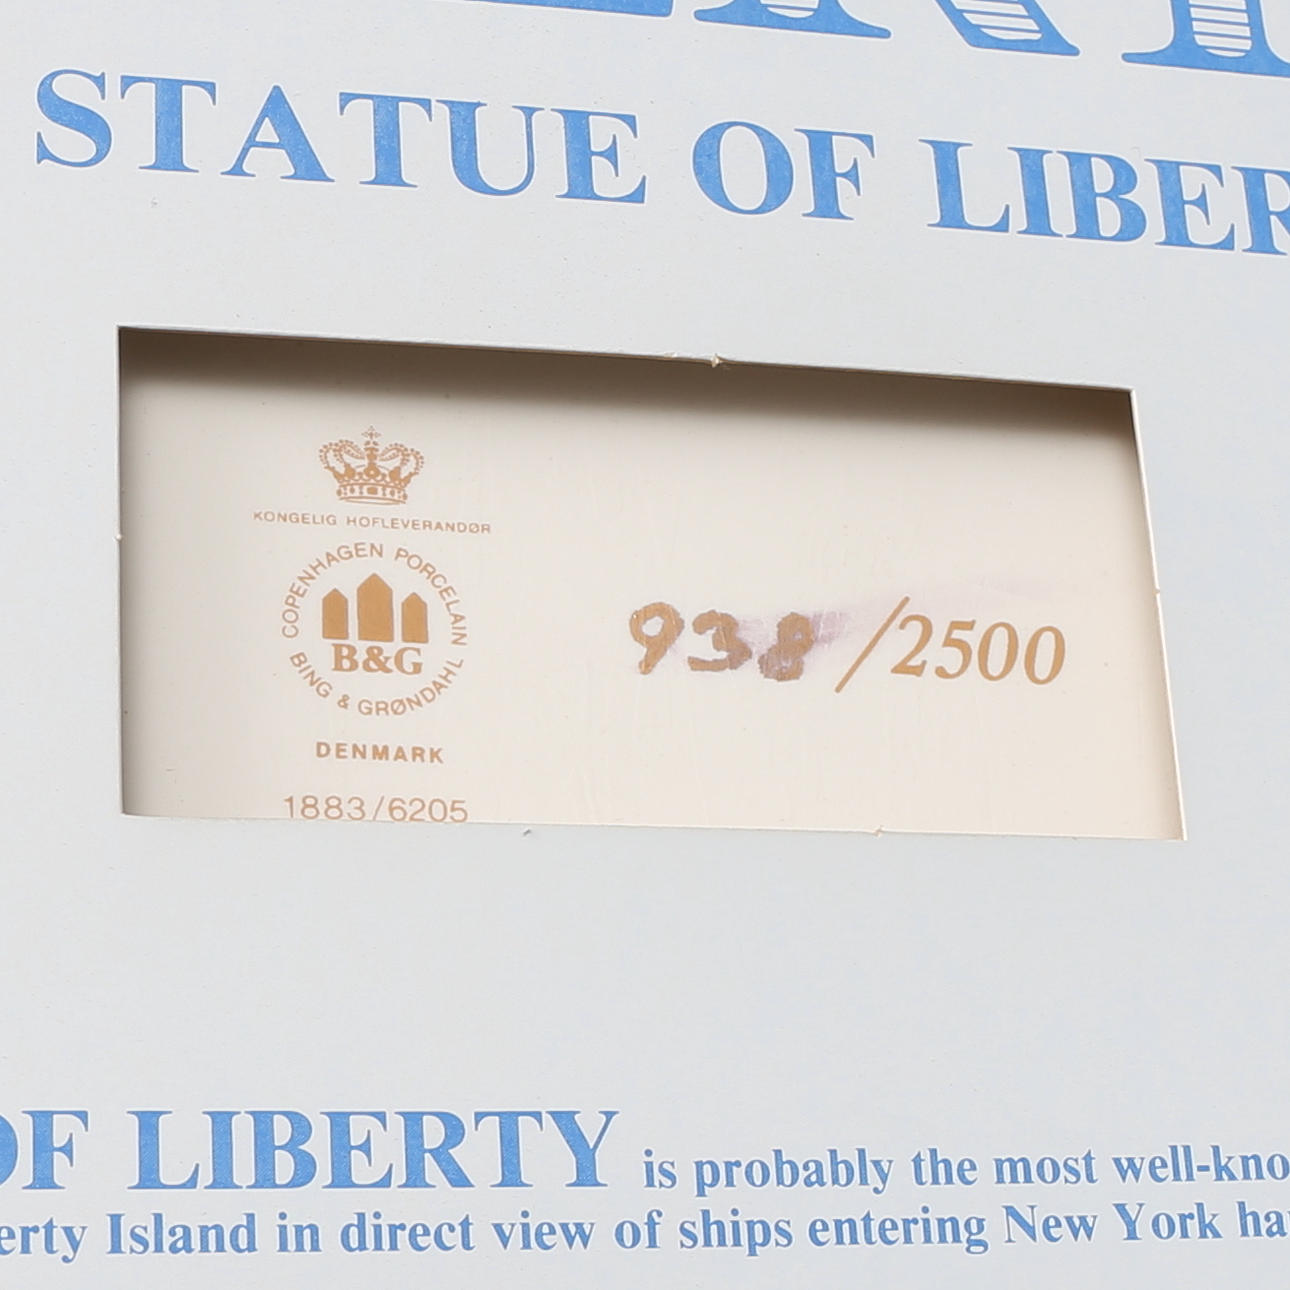 STATUE OF LIBER
KONGELIG HOFLEVERANDØR
COPENHAGEN PORCELAIN
B&G
BING & GRØNDAHL
DENMARK
1883/6205
938/2500
OF LIBERTY is probably the most well-kno
erty Island in direct view of ships entering New York ha